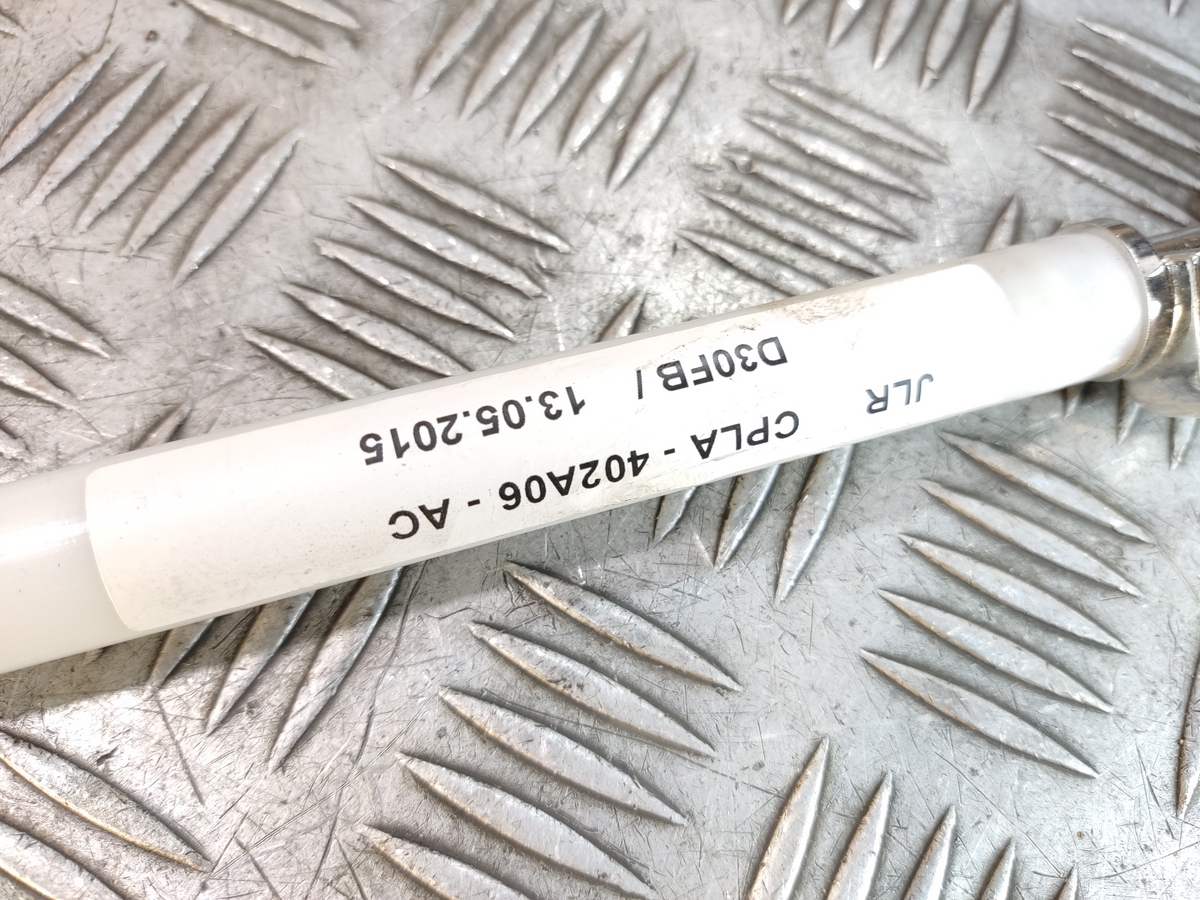 JLR
CPLA - 402A06 - AC
D30FB / 13.05.2015